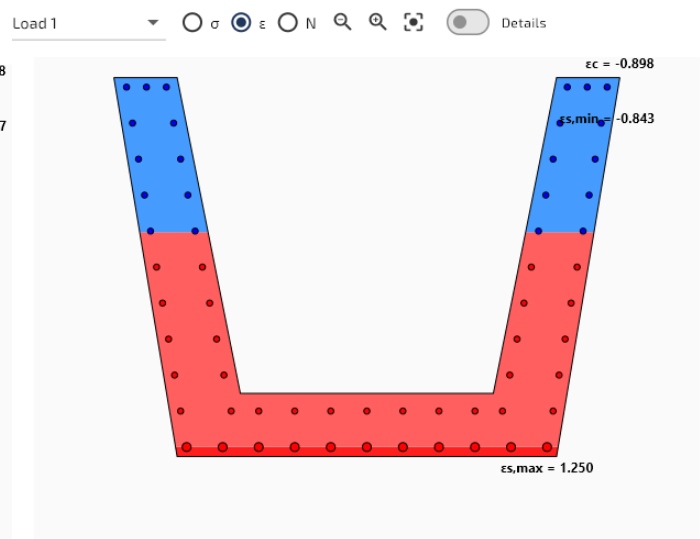 Load 1 σ ε N Details
8
εc = -0.898
εs,min = -0.843
7
εs,max = 1.250